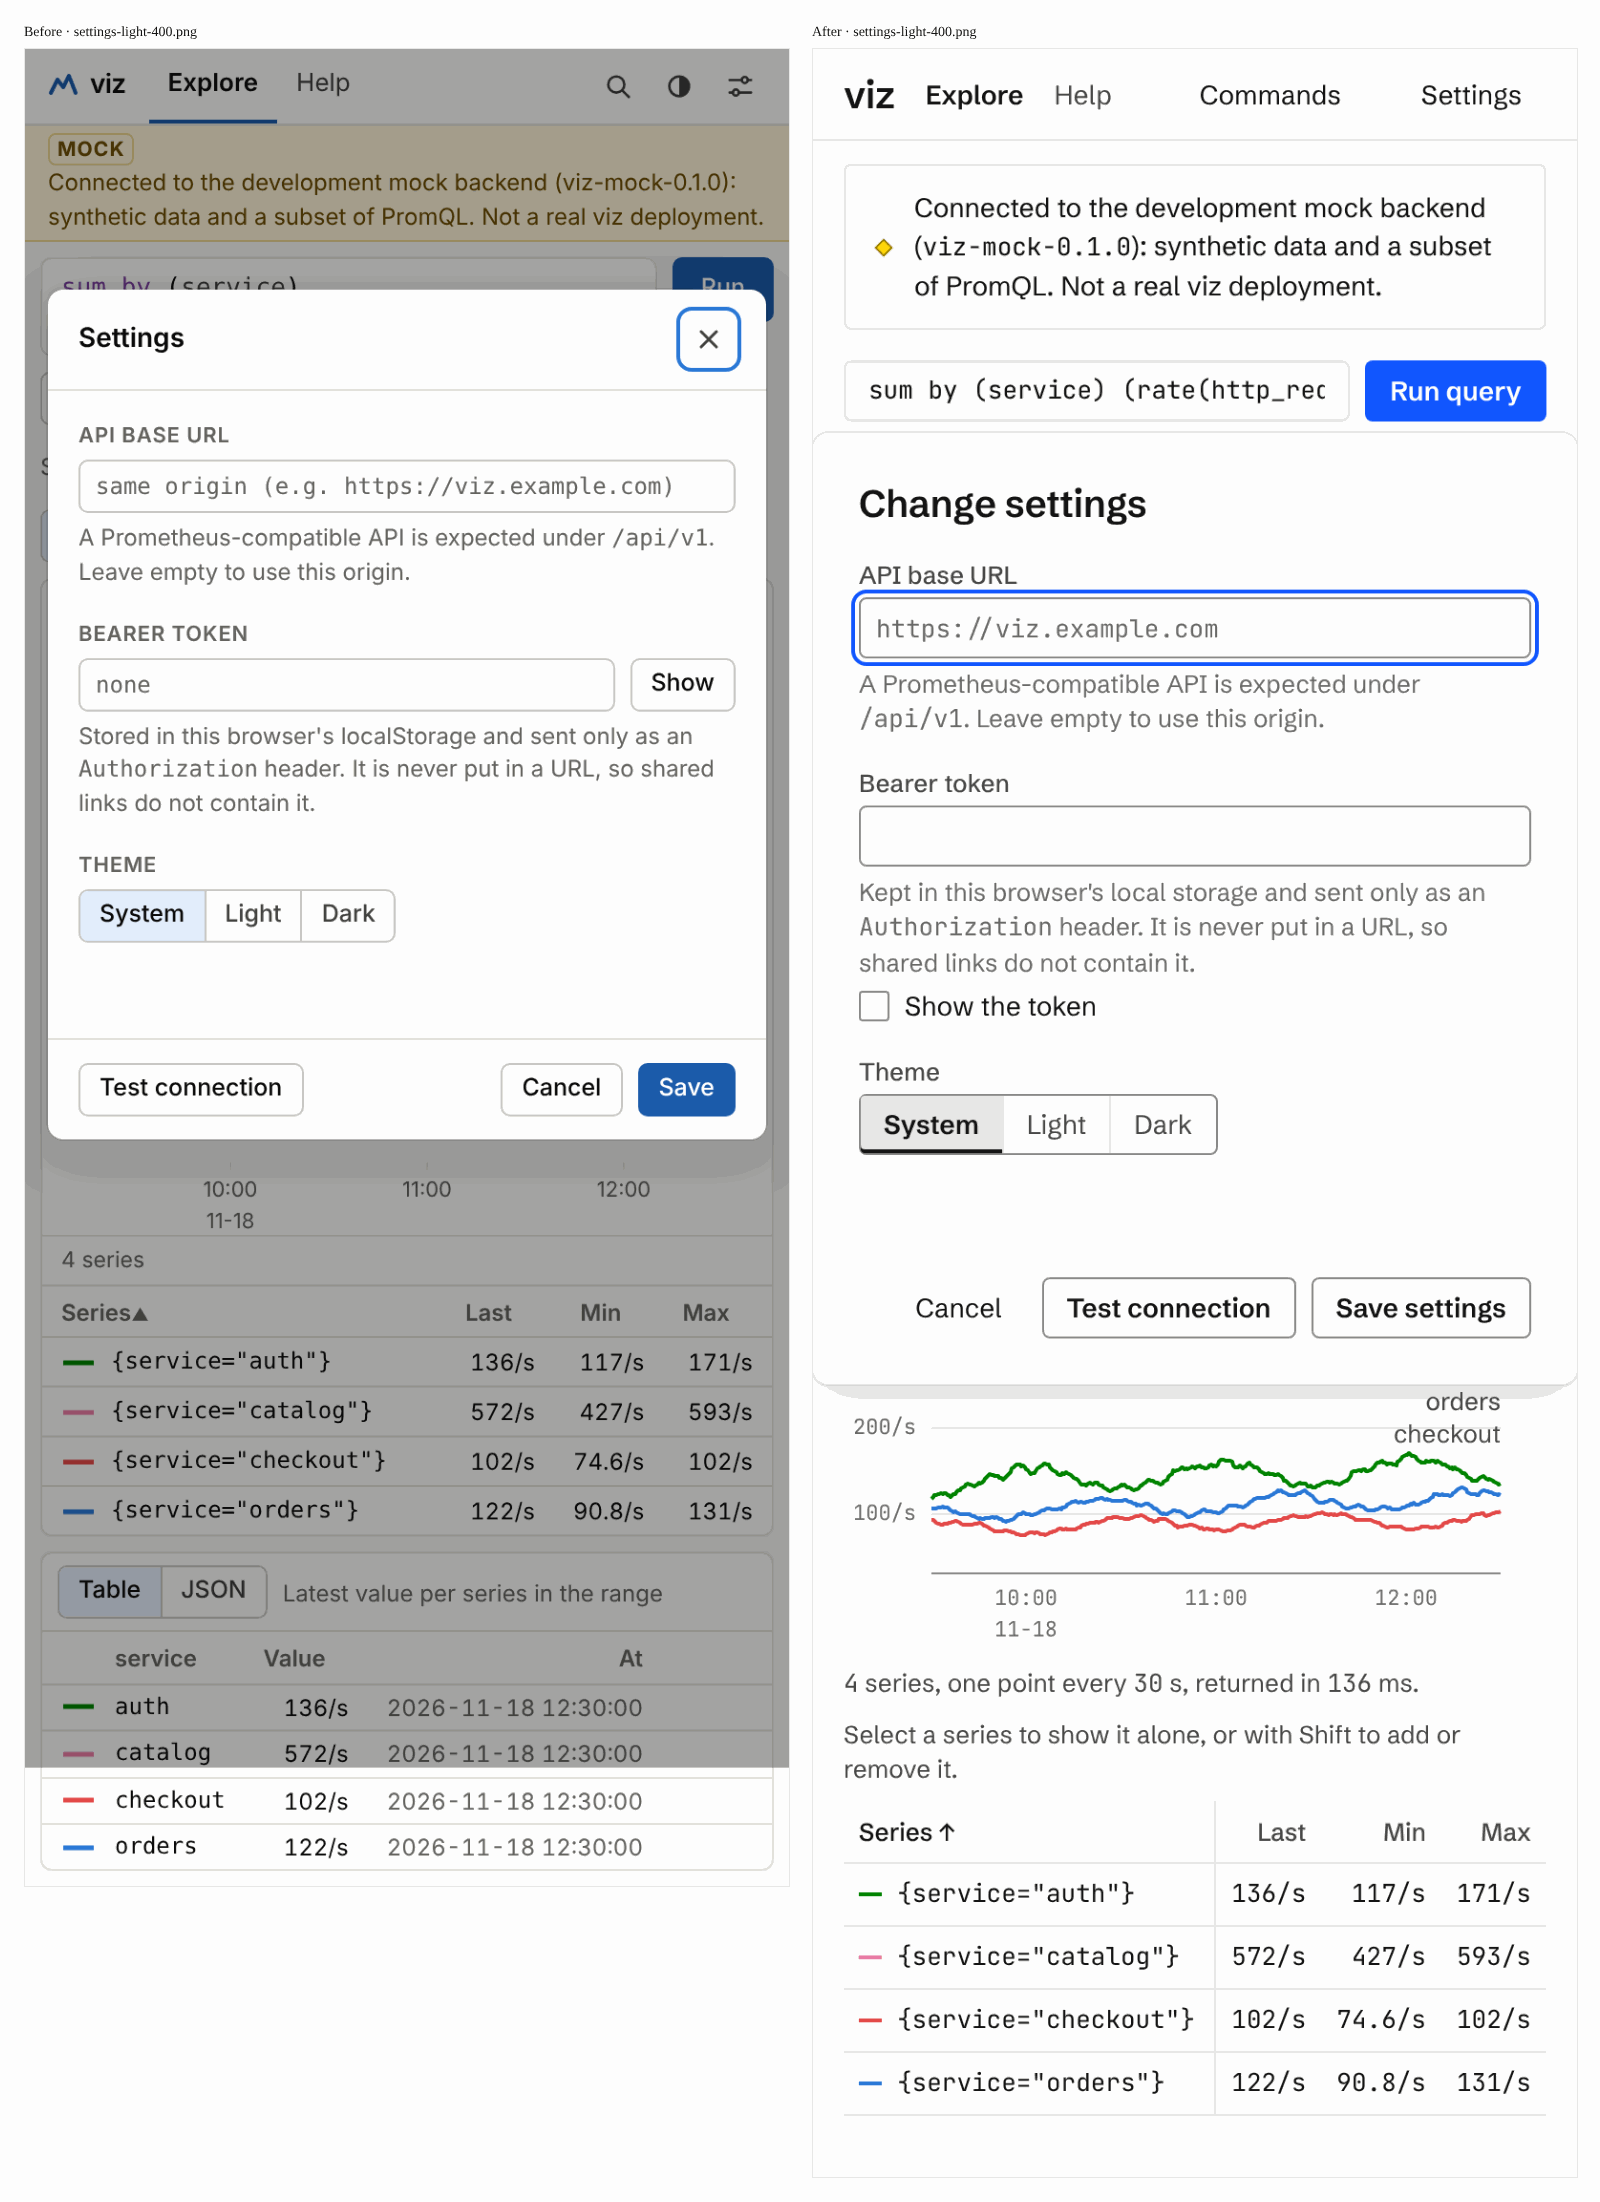 Before · settings-light-400.png
viz Explore Help
MOCK
Connected to the development mock backend (viz-mock-0.1.0):
synthetic data and a subset of PromQL. Not a real viz deployment.
sum by (service)
Run
Settings
API BASE URL
same origin (e.g. https://viz.example.com)
A Prometheus-compatible API is expected under /api/v1.
Leave empty to use this origin.
BEARER TOKEN
none Show
Stored in this browser's localStorage and sent only as an
Authorization header. It is never put in a URL, so shared
links do not contain it.
THEME
System Light Dark
Test connection Cancel Save
10:00 11:00 12:00
11-18
4 series
Series▲ Last Min Max
{service="auth"} 136/s 117/s 171/s
{service="catalog"} 572/s 427/s 593/s
{service="checkout"} 102/s 74.6/s 102/s
{service="orders"} 122/s 90.8/s 131/s
Table JSON Latest value per series in the range
service Value At
auth 136/s 2026-11-18 12:30:00
catalog 572/s 2026-11-18 12:30:00
checkout 102/s 2026-11-18 12:30:00
orders 122/s 2026-11-18 12:30:00
After · settings-light-400.png
viz Explore Help Commands Settings
Connected to the development mock backend
(viz-mock-0.1.0): synthetic data and a subset
of PromQL. Not a real viz deployment.
sum by (service) (rate(http_rec Run query
Change settings
API base URL
https://viz.example.com
A Prometheus-compatible API is expected under
/api/v1. Leave empty to use this origin.
Bearer token
Kept in this browser's local storage and sent only as an
Authorization header. It is never put in a URL, so
shared links do not contain it.
Show the token
Theme
System Light Dark
Cancel Test connection Save settings
orders
checkout
200/s
100/s
10:00 11:00 12:00
11-18
4 series, one point every 30 s, returned in 136 ms.
Select a series to show it alone, or with Shift to add or
remove it.
Series ↑ Last Min Max
{service="auth"} 136/s 117/s 171/s
{service="catalog"} 572/s 427/s 593/s
{service="checkout"} 102/s 74.6/s 102/s
{service="orders"} 122/s 90.8/s 131/s